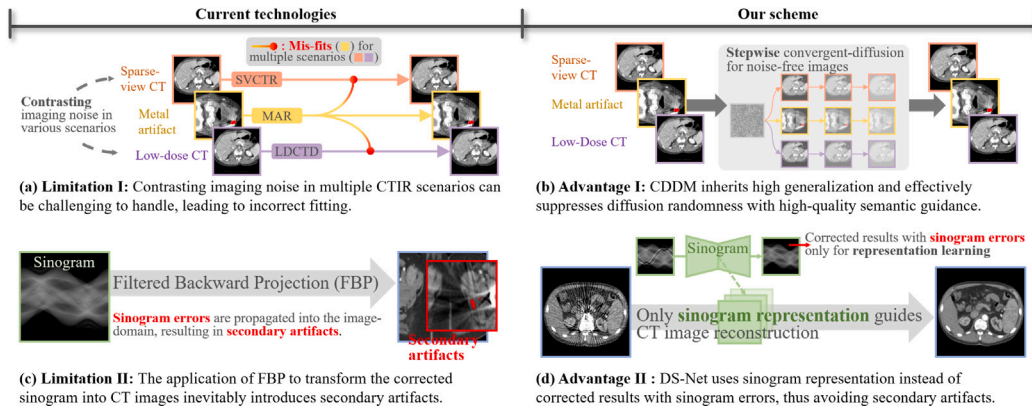 Current technologies
Our scheme
: Mis-fits ( ) for
multiple scenarios ( )
Sparse-
view CT
SVCTR
Contrasting
imaging noise in
various scenarios
Metal
artifact
MAR
Low-dose CT
LDCTD
(a) Limitation I: Contrasting imaging noise in multiple CTIR scenarios can
be challenging to handle, leading to incorrect fitting.
Stepwise convergent-diffusion
for noise-free images
Sparse-
view CT
Metal artifact
Low-Dose CT
(b) Advantage I: CDDM inherits high generalization and effectively
suppresses diffusion randomness with high-quality semantic guidance.
Sinogram
Filtered Backward Projection (FBP)
Sinogram errors are propagated into the image-
domain, resulting in secondary artifacts.
Secondary
artifacts
(c) Limitation II: The application of FBP to transform the corrected
sinogram into CT images inevitably introduces secondary artifacts.
Sinogram
Corrected results with sinogram errors
only for representation learning
Only sinogram representation guides
CT image reconstruction
(d) Advantage II : DS-Net uses sinogram representation instead of
corrected results with sinogram errors, thus avoiding secondary artifacts.